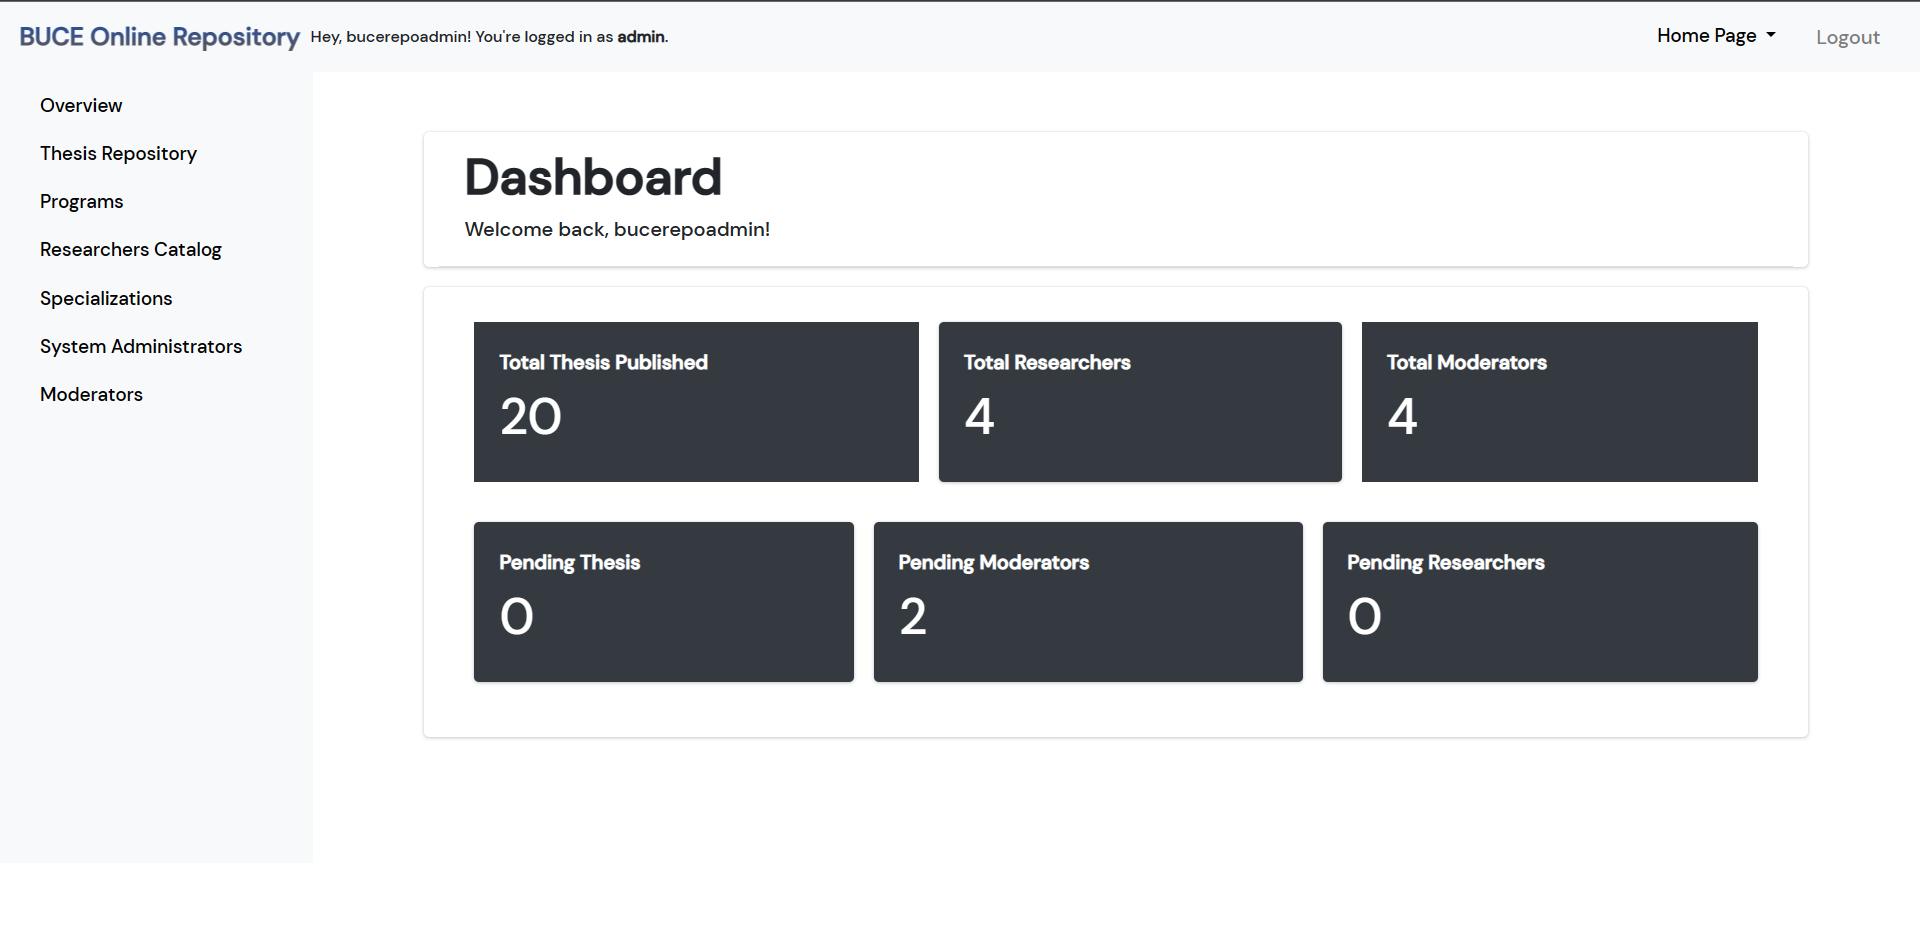 BUCE Online Repository Hey, bucerepoadmin! You're logged in as admin. Home Page Logout
Overview
Thesis Repository
Programs
Researchers Catalog
Specializations
System Administrators
Moderators
Dashboard
Welcome back, bucerepoadmin!
Total Thesis Published
20
Total Researchers
4
Total Moderators
4
Pending Thesis
0
Pending Moderators
2
Pending Researchers
0